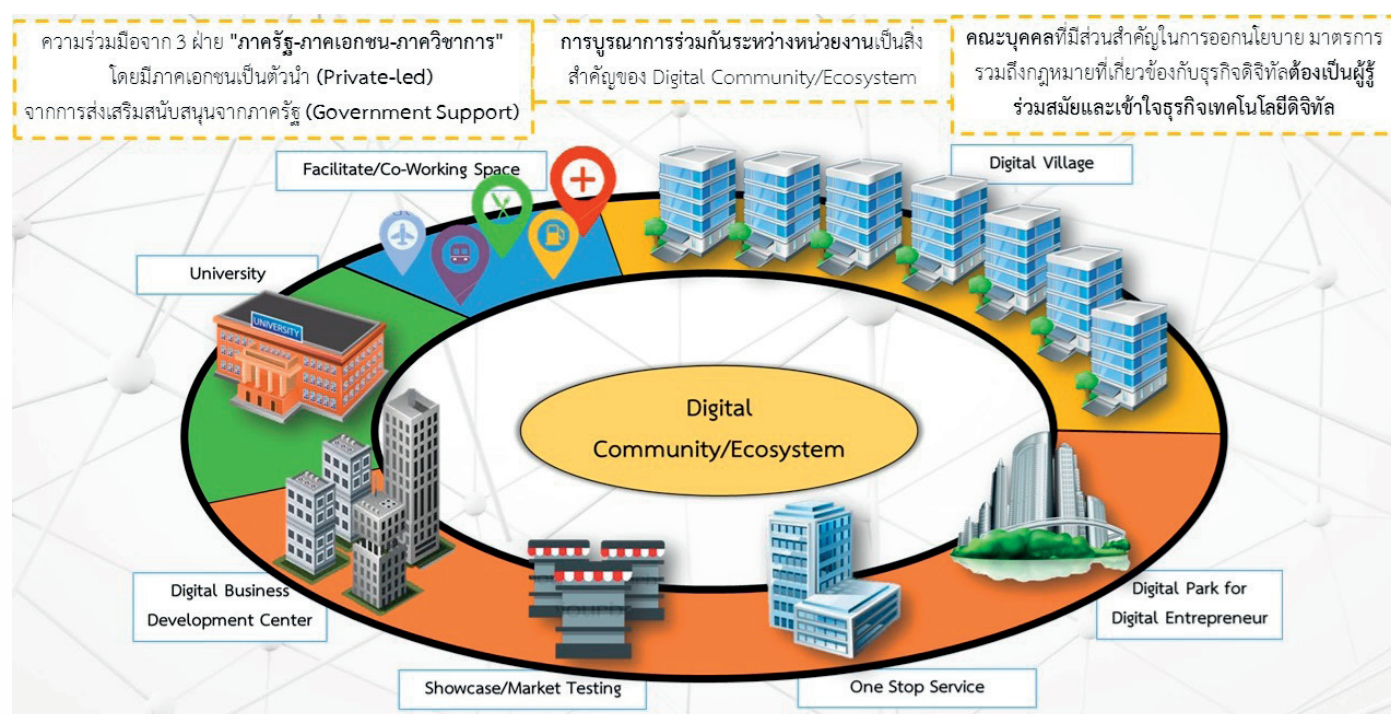 ความร่วมมือจาก 3 ฝ่าย "ภาครัฐ-ภาคเอกชน-ภาควิชาการ"
โดยมีภาคเอกชนเป็นตัวนำ (Private-led)
จากการส่งเสริมสนับสนุนจากภาครัฐ (Government Support)
การบูรณาการร่วมกันระหว่างหน่วยงานเป็นสิ่ง
สำคัญของ Digital Community/Ecosystem
คณะบุคคลที่มีส่วนสำคัญในการออกนโยบาย มาตรการ
รวมถึงกฎหมายที่เกี่ยวข้องกับธุรกิจดิจิทัลต้องเป็นผู้รู้
ร่วมสมัยและเข้าใจธุรกิจเทคโนโลยีดิจิทัล
Facilitate/Co-Working Space
Digital Village
University
UNIVERSITY
Digital
Community/Ecosystem
Digital Business
Development Center
Digital Park for
Digital Entrepreneur
Showcase/Market Testing
One Stop Service